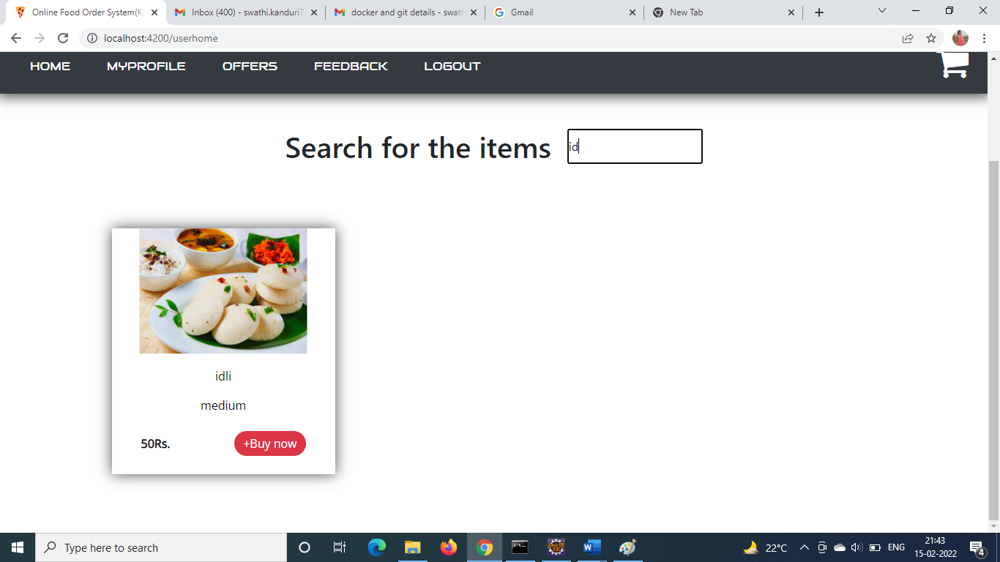 Online Food Order System(Ki
Inbox (400) - swathi.kanduri7
docker and git details - swath
Gmail
New Tab
localhost:4200/userhome
HOME MYPROFILE OFFERS FEEDBACK LOGOUT
Search for the items id
idli
medium
50Rs. +Buy now
Type here to search
22°C
ENG
21:43
15-02-2022
4